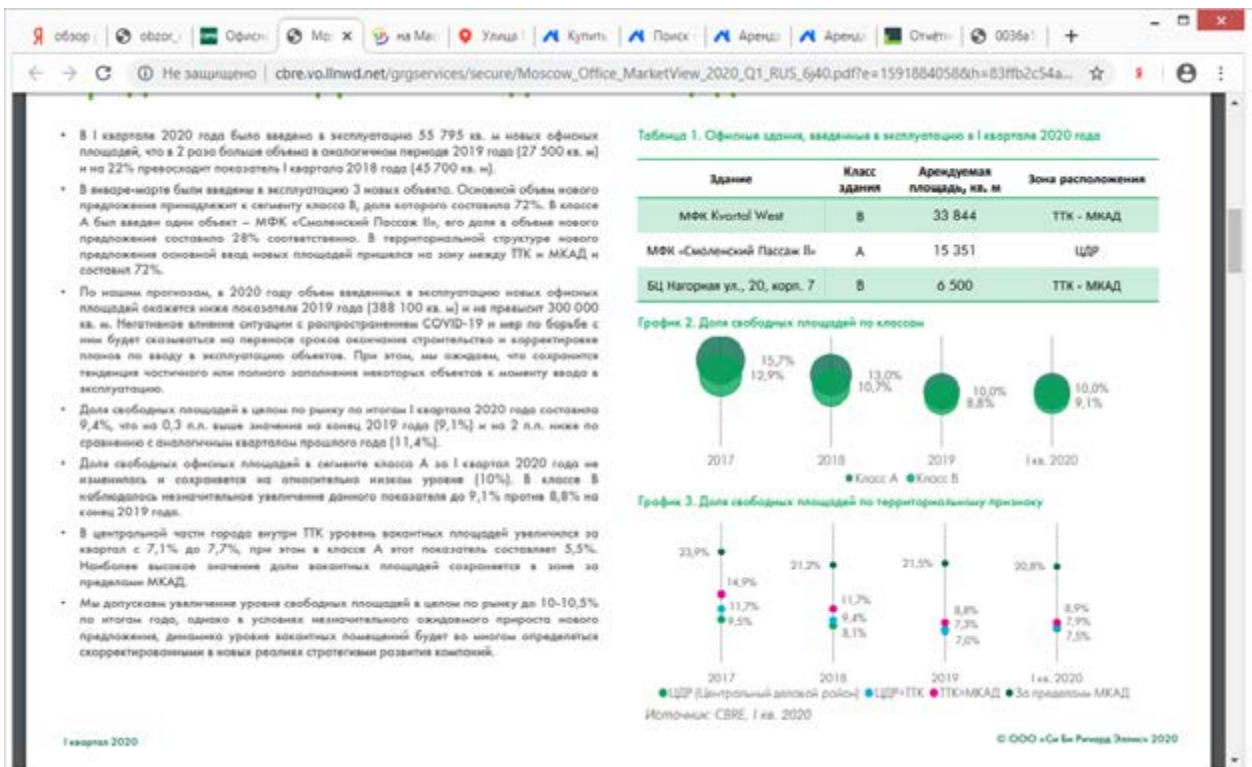 обзор
obzor_
Офисн
Мо
на Мас
Улица
Купить
Поиск
Аренд
Аренд
Отчётн
0036a1
Не защищено | cbre.vo.llnwd.net/grgservices/secure/Moscow_Office_MarketView_2020_Q1_RUS_6j40.pdf?e=1591884058&h=83ffb2c54a...
• В I квартале 2020 года было введено в эксплуатацию 55 795 кв. м новых офисных
площадей, что в 2 раза больше объема в аналогичном периоде 2019 года (27 500 кв. м)
и на 22% превосходит показатель I квартала 2018 года (45 700 кв. м).
• В январе-марте были введены в эксплуатацию 3 новых объекта. Основной объем нового
предложения принадлежит к сегменту класса В, доля которого составила 72%. В классе
А был введен один объект – МФК «Смоленский Пассаж II», его доля в объеме нового
предложения составила 28% соответственно. В территориальной структуре нового
предложения основной ввод новых площадей пришелся на зону между ТТК и МКАД и
составил 72%.
• По нашим прогнозам, в 2020 году объем введенных в эксплуатацию новых офисных
площадей окажется ниже показателя 2019 года (388 100 кв. м) и не превысит 300 000
кв. м. Негативное влияние ситуации с распространением COVID-19 и мер по борьбе с
ним будет сказываться на переносе сроков окончания строительства и корректировке
планов по вводу в эксплуатацию объектов. При этом, мы ожидаем, что сохранится
тенденция частичного или полного заполнения некоторых объектов к моменту ввода в
эксплуатацию.
• Доля свободных площадей в целом по рынку по итогам I квартала 2020 года составила
9,4%, что на 0,3 п.п. выше значения на конец 2019 года (9,1%) и на 2 п.п. ниже по
сравнению с аналогичным кварталом прошлого года (11,4%).
• Доля свободных офисных площадей в сегменте класса А за I квартал 2020 года не
изменилась и сохраняется на относительно низком уровне (10%). В классе В
наблюдалось незначительное увеличение данного показателя до 9,1% против 8,8% на
конец 2019 года.
• В центральной части города внутри ТТК уровень вакантных площадей увеличился за
квартал с 7,1% до 7,7%, при этом в классе А этот показатель составляет 5,5%.
Наиболее высокое значение доли вакантных площадей сохраняется в зоне за
пределами МКАД.
• Мы допускаем увеличение уровня свободных площадей в целом по рынку до 10-10,5%
по итогам года, однако в условиях незначительного ожидаемого прироста нового
предложения, динамика уровня вакантных помещений будет во многом определяться
скорректированными в новых реалиях стратегиями развития компаний.
I квартал 2020
Таблица 1. Офисные здания, введенные в эксплуатацию в I квартале 2020 года
Здание Класс здания Арендуемая площадь, кв. м Зона расположения
МФК Kvartal West В 33 844 ТТК - МКАД
МФК «Смоленский Пассаж II» А 15 351 ЦДР
БЦ Нагорная ул., 20, корп. 7 В 6 500 ТТК - МКАД
График 2. Доля свободных площадей по классам
15,7%
12,9%
13,0%
10,7%
10,0%
8,8%
10,0%
9,1%
2017 2018 2019 I кв. 2020
Класс А Класс В
График 3. Доля свободных площадей по территориальному признаку
23,9% 21,2% 21,5% 20,8%
14,9%
11,7%
9,5%
11,7%
9,4%
8,1%
8,8%
7,3%
7,0%
8,9%
7,9%
7,5%
2017 2018 2019 I кв. 2020
ЦДР (Центральный деловой район) ЦДР÷ТТК ТТК÷МКАД За пределами МКАД
Источник: CBRE, I кв. 2020
© ООО «Си Би Ричард Эллис» 2020